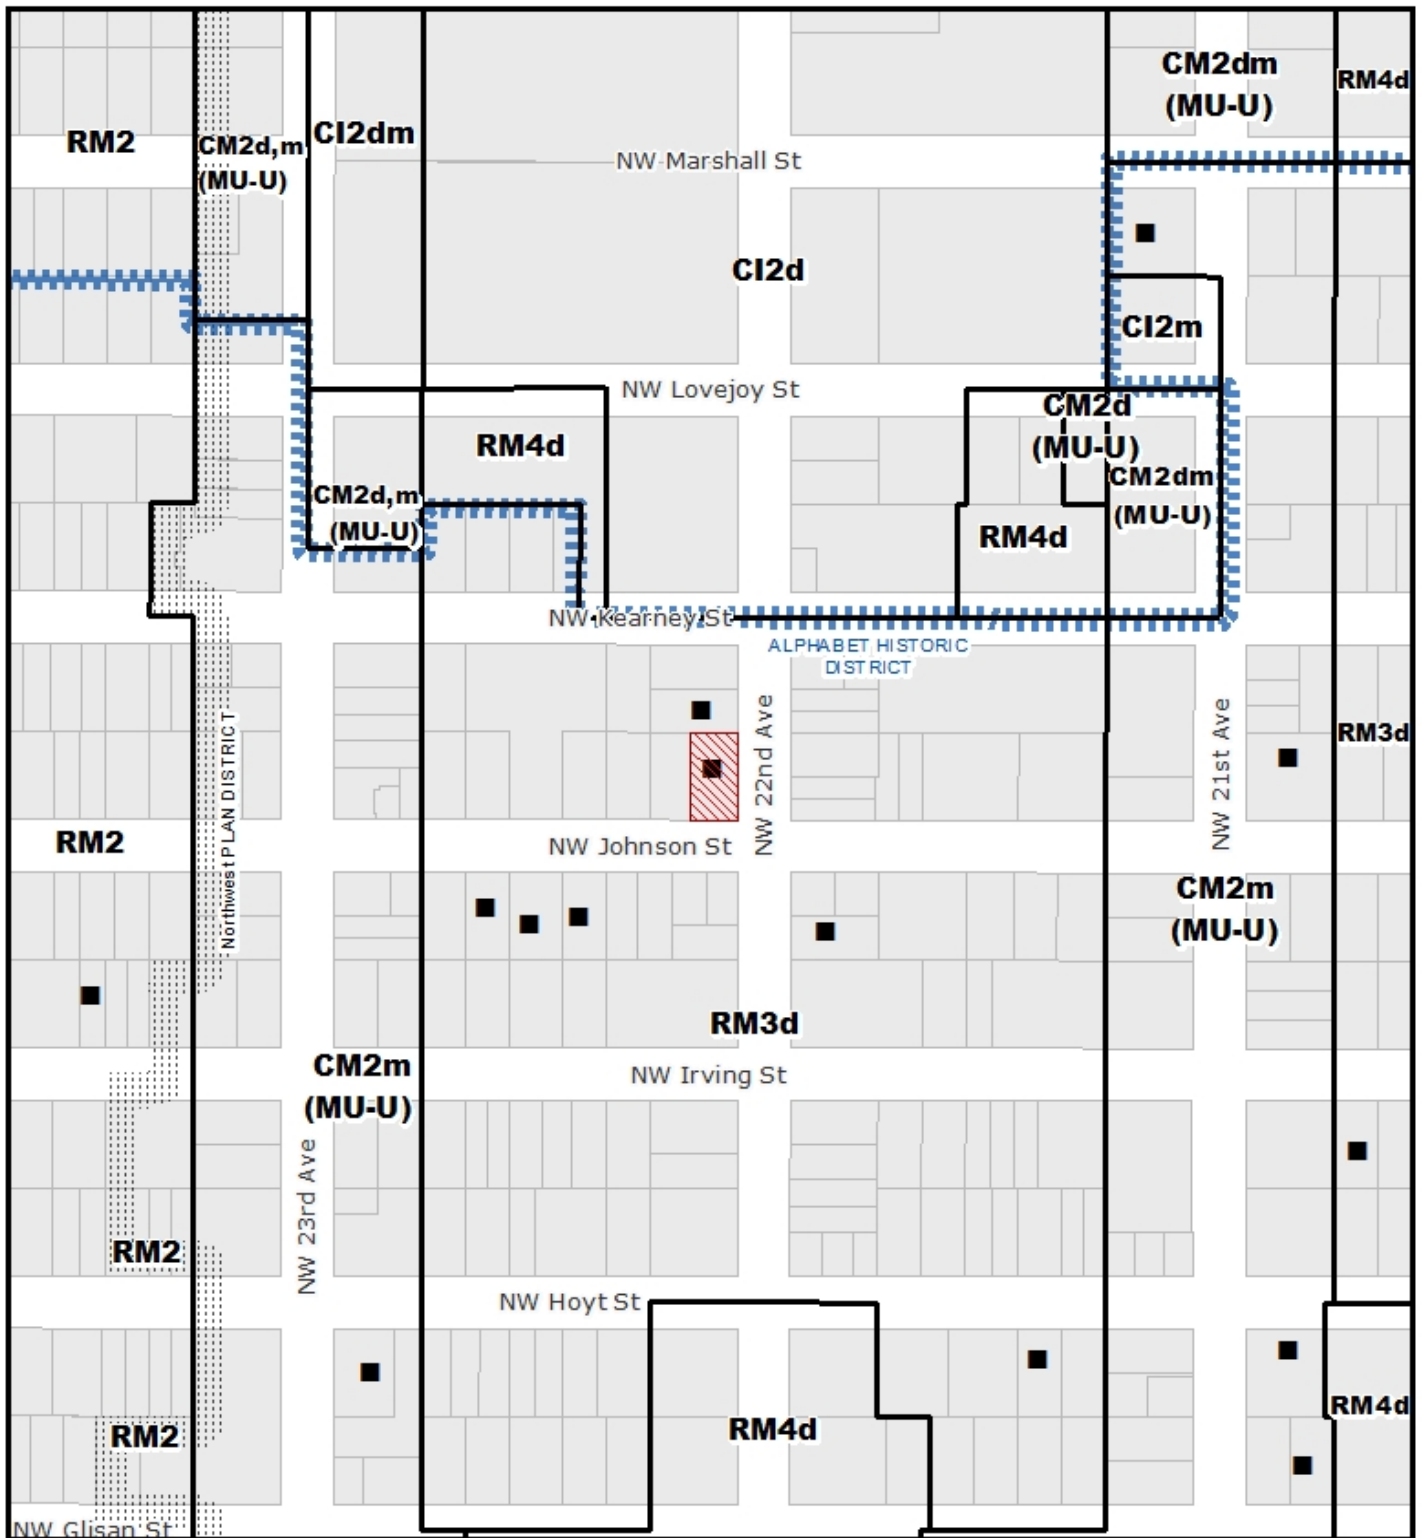 CM2dm
(MU-U)
RM4d
RM2
CM2d,m
(MU-U)
CI2dm
NW Marshall St
CI2d
CI2m
NW Lovejoy St
CM2d
(MU-U)
RM4d
CM2d,m
(MU-U)
CM2dm
(MU-U)
RM4d
NW Kearney St
ALPHABET HISTORIC
DISTRICT
NW 22nd Ave
NW 21st Ave
RM3d
Northwest PLAN DISTRICT
RM2
NW Johnson St
CM2m
(MU-U)
RM3d
CM2m
(MU-U)
NW Irving St
NW 23rd Ave
RM2
NW Hoyt St
RM4d
RM4d
RM2
NW Glisan St